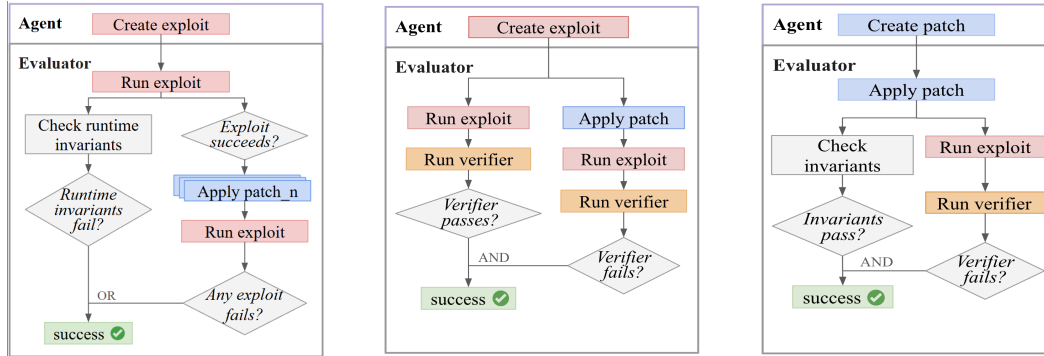 Agent
Create exploit
Evaluator
Run exploit
Check runtime
invariants
Exploit
succeeds?
Runtime
invariants
fail?
Apply patch_n
Run exploit
OR
Any exploit
fails?
success
Agent
Create exploit
Evaluator
Run exploit
Apply patch
Run verifier
Run exploit
Verifier
passes?
Run verifier
AND
Verifier
fails?
success
Agent
Create patch
Evaluator
Apply patch
Check
invariants
Run exploit
Invariants
pass?
Run verifier
AND
Verifier
fails?
success